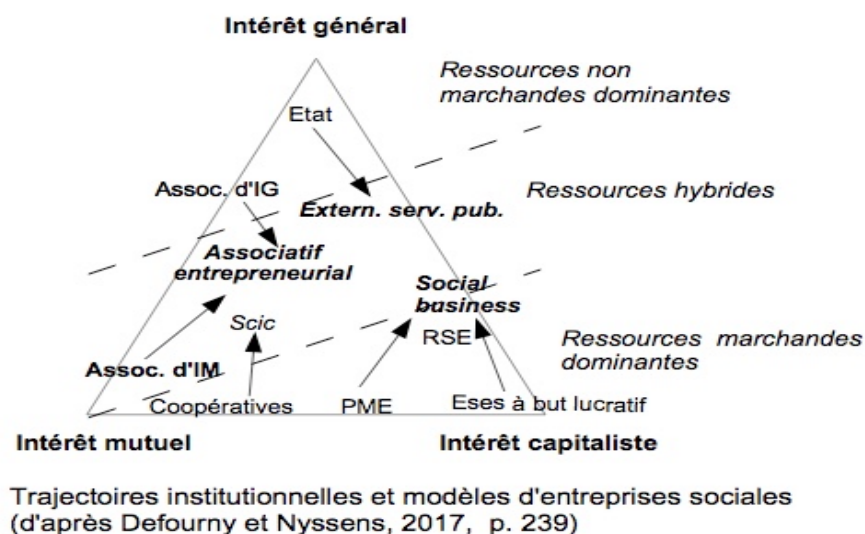 Intérêt général
Ressources non
marchandes dominantes
Etat
Assoc. d'IG
Ressources hybrides
Extern. serv. pub.
Associatif
entrepreneurial
Social
business
Scic
RSE
Ressources marchandes
dominantes
Assoc. d'IM
Coopératives
PME
Eses à but lucratif
Intérêt mutuel
Intérêt capitaliste
Trajectoires institutionnelles et modèles d'entreprises sociales
(d'après Defourny et Nyssens, 2017, p. 239)